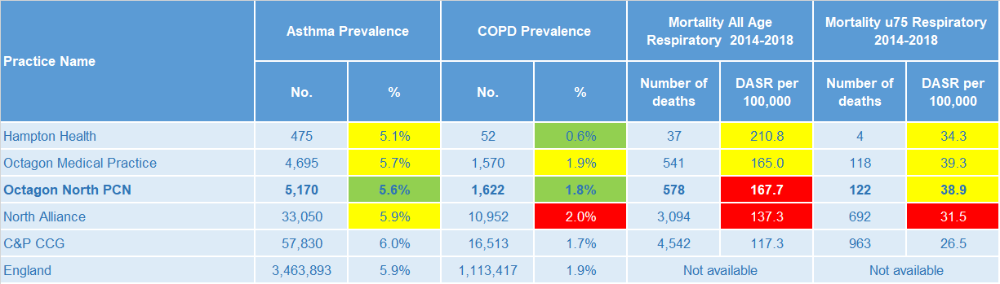 Practice Name Asthma Prevalence COPD Prevalence Mortality All Age Respiratory 2014-2018 Mortality u75 Respiratory 2014-2018
No. % No. % Number of deaths DASR per 100,000 Number of deaths DASR per 100,000
Hampton Health 475 5.1% 52 0.6% 37 210.8 4 34.3
Octagon Medical Practice 4,695 5.7% 1,570 1.9% 541 165.0 118 39.3
Octagon North PCN 5,170 5.6% 1,622 1.8% 578 167.7 122 38.9
North Alliance 33,050 5.9% 10,952 2.0% 3,094 137.3 692 31.5
C&P CCG 57,830 6.0% 16,513 1.7% 4,542 117.3 963 26.5
England 3,463,893 5.9% 1,113,417 1.9% Not available Not available